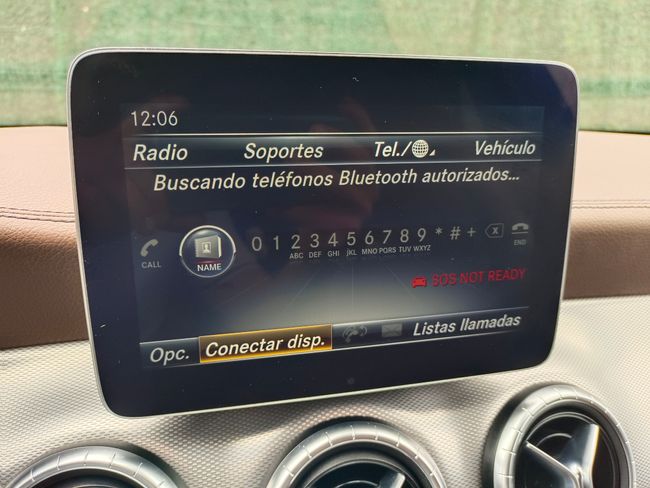 12:06
Radio Soportes Tel./ Vehículo
Buscando teléfonos Bluetooth autorizados...
CALL NAME 0 1 2 3 4 5 6 7 8 9 * # + X END
ABC DEF GHI JKL MNO PQRS TUV WXYZ
SOS NOT READY
Opc. Conectar disp. Listas llamadas